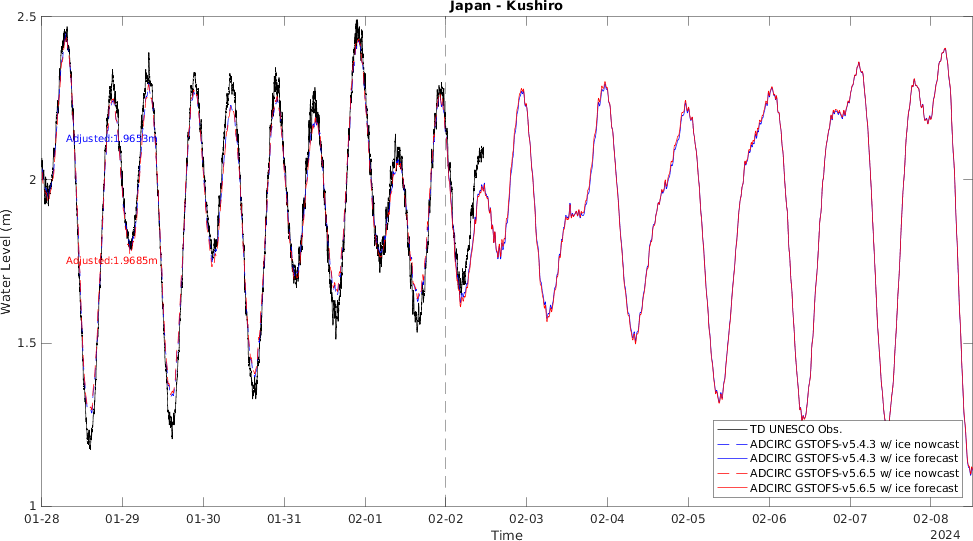 Japan - Kushiro
2.5
2
1.5
1
Water Level (m)
Adjusted:1.9653m
Adjusted:1.9685m
TD UNESCO Obs.
ADCIRC GSTOFS-v5.4.3 w/ ice nowcast
ADCIRC GSTOFS-v5.4.3 w/ ice forecast
ADCIRC GSTOFS-v5.6.5 w/ ice nowcast
ADCIRC GSTOFS-v5.6.5 w/ ice forecast
01-28 01-29 01-30 01-31 02-01 02-02 02-03 02-04 02-05 02-06 02-07 02-08
2024
Time